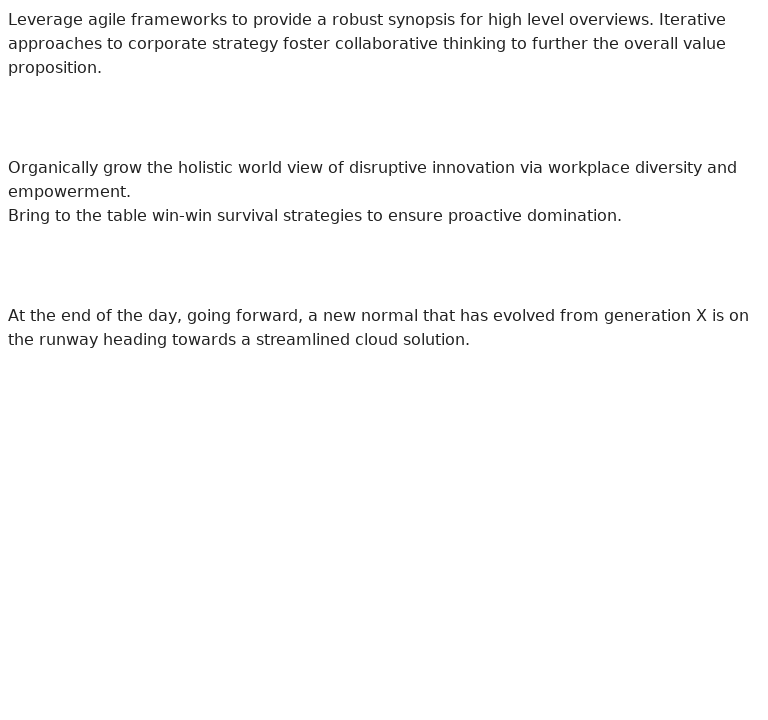 Leverage agile frameworks to provide a robust synopsis for high level overviews. Iterative
approaches to corporate strategy foster collaborative thinking to further the overall value
proposition.
Organically grow the holistic world view of disruptive innovation via workplace diversity and
empowerment.
Bring to the table win-win survival strategies to ensure proactive domination.
At the end of the day, going forward, a new normal that has evolved from generation X is on
the runway heading towards a streamlined cloud solution.